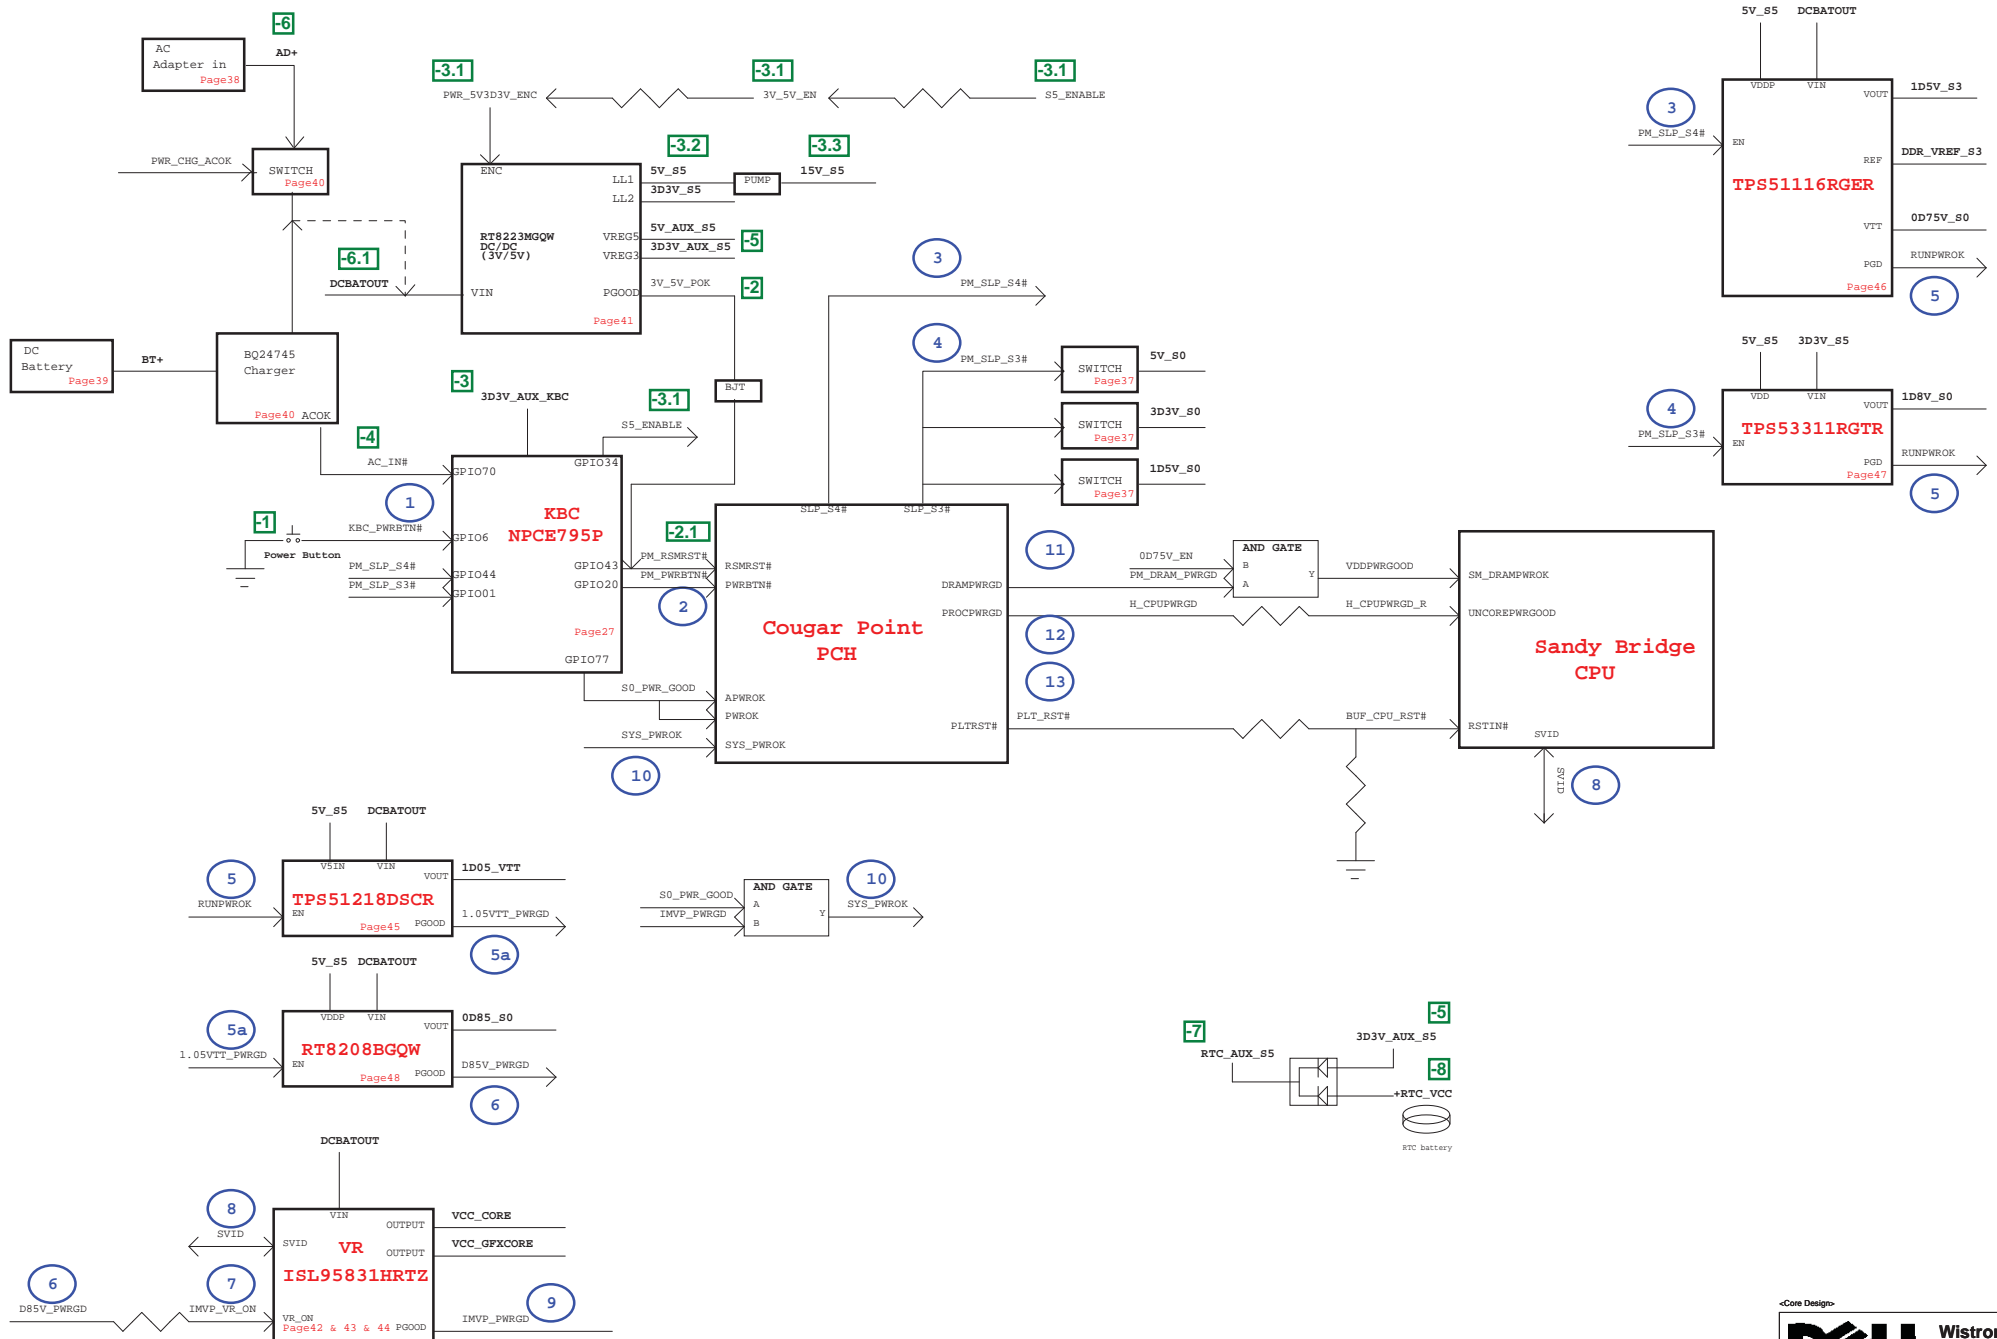 -6
AC
Adapter in
Page38
AD+
PWR_CHG_ACOK
SWITCH
Page40
-6.1
DCBATOUT
DC
Battery
Page39
BT+
BQ24745
Charger
Page40 ACOK
-4
AC_IN#
-3.1
-3.1
-3.1
PWR_5V3D3V_ENC
3V_5V_EN
S5_ENABLE
ENC
RT8223MGQW
DC/DC
(3V/5V)
VIN
LL1
LL2
VREG5
VREG3
PGOOD
Page41
-3.2
5V_S5
3D3V_S5
PUMP
-3.3
15V_S5
5V_AUX_S5
3D3V_AUX_S5
-5
3V_5V_POK
-2
BJT
-3
3D3V_AUX_KBC
-3.1
S5_ENABLE
GPIO34
GPIO70
1
-1
KBC_PWRBTN#
Power Button
GPIO6
PM_SLP_S4#
GPIO44
PM_SLP_S3#
GPIO01
KBC
NPCE795P
GPIO43
GPIO20
Page27
GPIO77
-2.1
PM_RSMRST#
PM_PWRBTN#
2
S0_PWR_GOOD
SYS_PWROK
10
3
PM_SLP_S4#
4
PM_SLP_S3#
SWITCH
Page37
5V_S0
SWITCH
Page37
3D3V_S0
SWITCH
Page37
1D5V_S0
SLP_S4#
SLP_S3#
RSMRST#
PWRBTN#
Cougar Point
PCH
APWROK
PWROK
SYS_PWROK
DRAMPWRGD
PROCPWRGD
PLTRST#
11
0D75V_EN
PM_DRAM_PWRGD
AND GATE
B
A
Y
VDDPWRGOOD
H_CPUPWRGD
H_CPUPWRGD_R
12
13
PLT_RST#
BUF_CPU_RST#
SM_DRAMPWROK
UNCOREPWRGOOD
Sandy Bridge
CPU
RSTIN#
SVID
SVID
8
5V_S5
DCBATOUT
VDDP
VIN
3
PM_SLP_S4#
EN
TPS51116RGER
VOUT
1D5V_S3
REF
DDR_VREF_S3
VTT
0D75V_S0
PGD
RUNPWROK
Page46
5
5V_S5
3D3V_S5
VDD
VIN
4
PM_SLP_S3#
EN
TPS53311RGTR
VOUT
1D8V_S0
PGD
RUNPWROK
Page47
5
5V_S5
DCBATOUT
V5IN
VIN
5
RUNPWROK
EN
TPS51218DSCR
VOUT
1D05_VTT
Page45
PGOOD
1.05VTT_PWRGD
5a
S0_PWR_GOOD
IMVP_PWRGD
AND GATE
A
B
Y
10
SYS_PWROK
5V_S5
DCBATOUT
VDDP
VIN
5a
1.05VTT_PWRGD
EN
RT8208BGQW
VOUT
0D85_S0
Page48
PGOOD
D85V_PWRGD
6
-7
RTC_AUX_S5
-5
3D3V_AUX_S5
-8
+RTC_VCC
RTC battery
DCBATOUT
VIN
8
SVID
SVID
VR
ISL95831HRTZ
OUTPUT
VCC_CORE
OUTPUT
VCC_GFXCORE
6
D85V_PWRGD
7
IMVP_VR_ON
VR_ON
Page42 & 43 & 44
PGOOD
IMVP_PWRGD
9
<Core Design>
DELL
Wistron